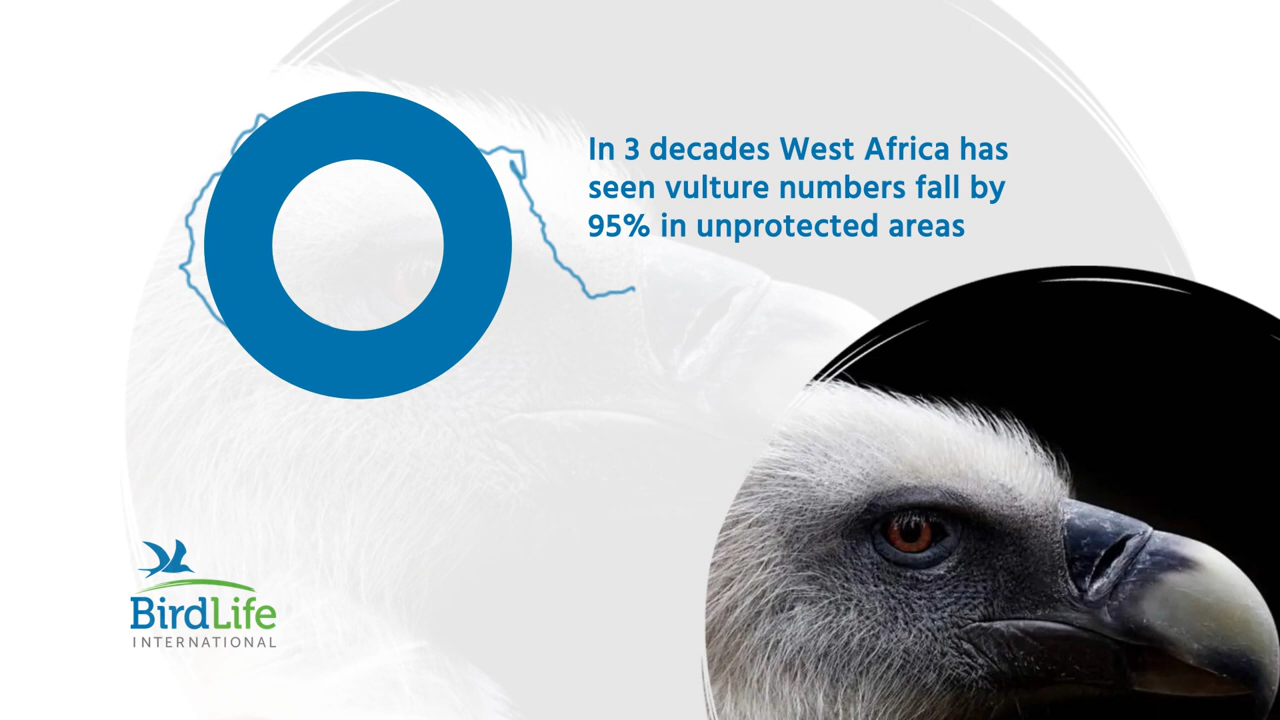 In 3 decades West Africa has
seen vulture numbers fall by
95% in unprotected areas
BirdLife
INTERNATIONAL